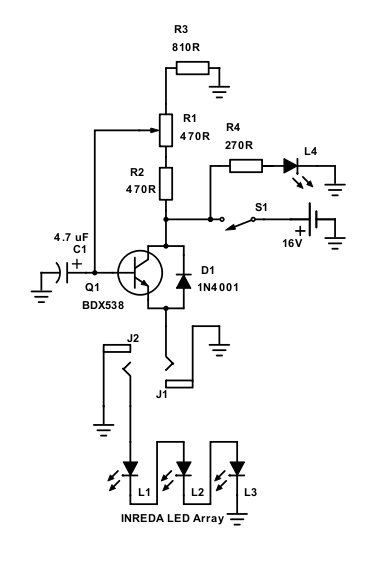 R3
810R
R1
470R
R4
270R
L4
R2
470R
S1
4.7 uF
C1
16V
D1
1N4001
Q1
BDX53B
J2
J1
L1
L2
L3
INREDA LED Array